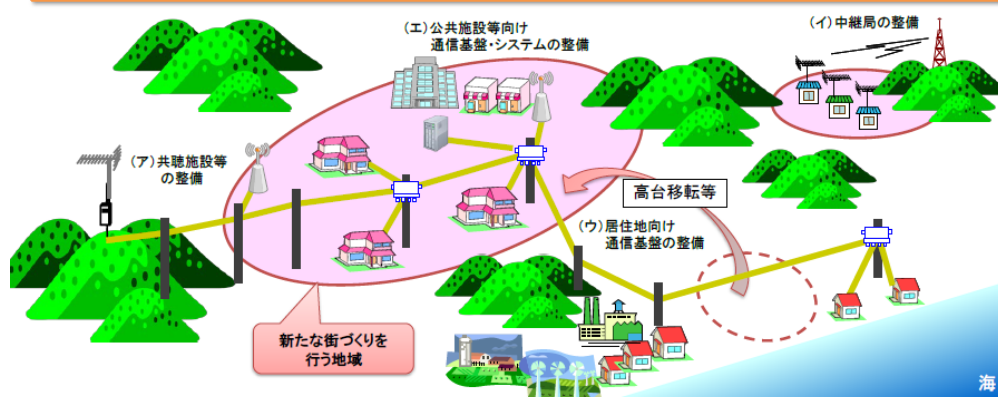 (エ)公共施設等向け
通信基盤・システムの整備
(イ)中継局の整備
(ア)共聴施設等
の整備
高台移転等
(ウ)居住地向け
通信基盤の整備
新たな街づくりを
行う地域
海